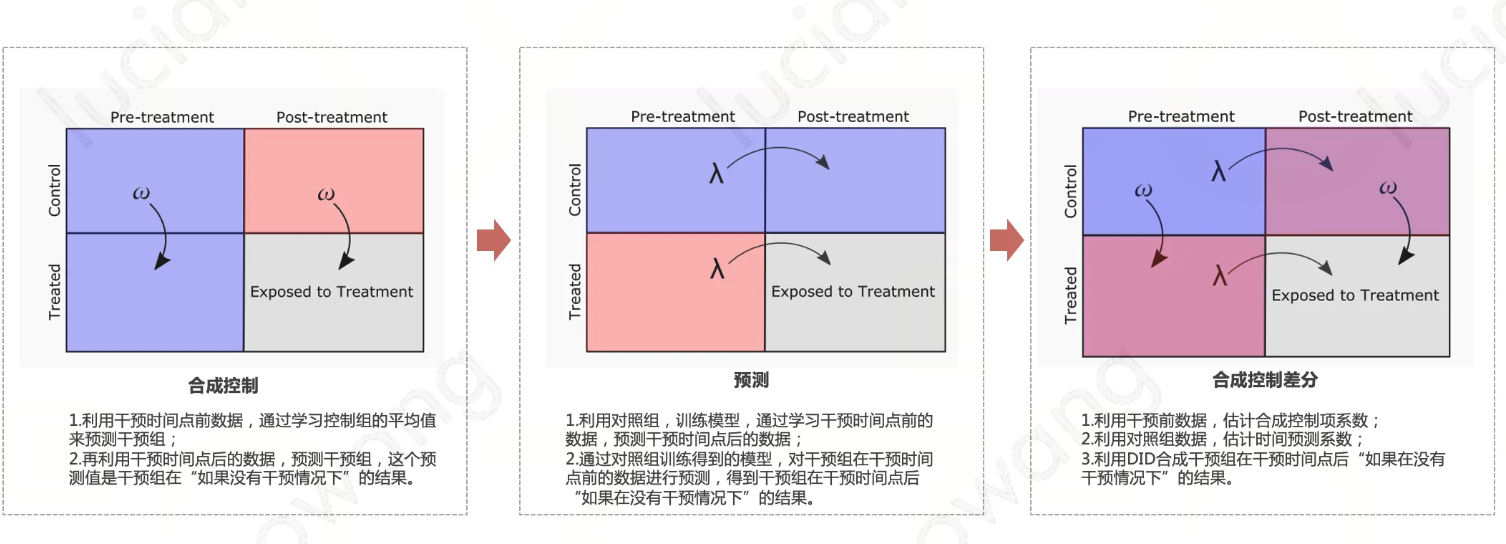 Pre-treatment
Post-treatment
Control
ω
ω
Treated
Exposed to Treatment
合成控制
1.利用干预时间点前数据，通过学习控制组的平均值
来预测干预组；
2.再利用干预时间点后的数据，预测干预组，这个预
测值是干预组在“如果没有干预情况下”的结果。
Pre-treatment
Post-treatment
Control
λ
Treated
λ
Exposed to Treatment
预测
1.利用对照组，训练模型，通过学习干预时间点前的
数据，预测干预时间点后的数据；
2.通过对照组训练得到的模型，对干预组在干预时间
点前的数据进行预测，得到干预组在干预时间点后
“如果在没有干预情况下”的结果。
Pre-treatment
Post-treatment
Control
ω
λ
ω
Treated
λ
Exposed to Treatment
合成控制差分
1.利用干预前数据，估计合成控制项系数；
2.利用对照组数据，估计时间预测系数；
3.利用DID合成干预组在干预时间点后“如果在没有
干预情况下”的结果。